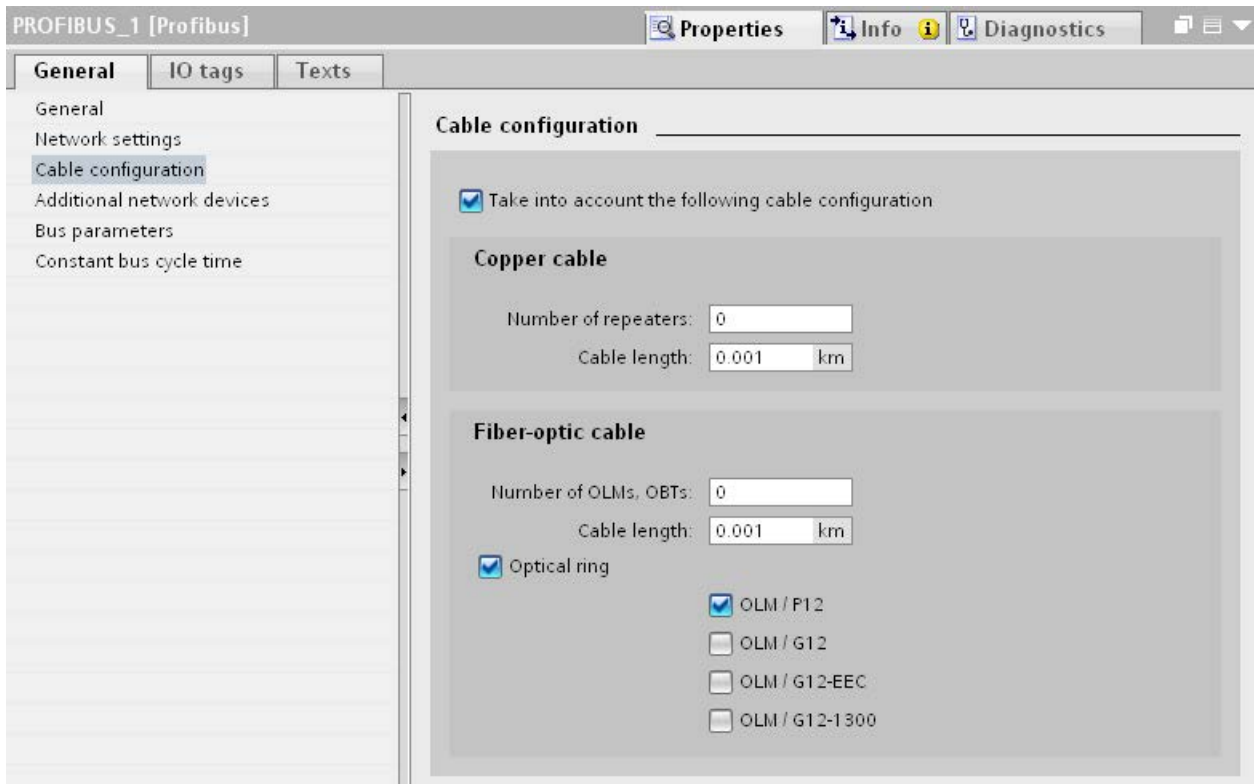 PROFIBUS_1 [Profibus]
Properties
Info
Diagnostics
General
IO tags
Texts
General
Network settings
Cable configuration
Additional network devices
Bus parameters
Constant bus cycle time
Cable configuration
Take into account the following cable configuration
Copper cable
Number of repeaters: 0
Cable length: 0.001 km
Fiber-optic cable
Number of OLMs, OBTs: 0
Cable length: 0.001 km
Optical ring
OLM / P12
OLM / G12
OLM / G12-EEC
OLM / G12-1300